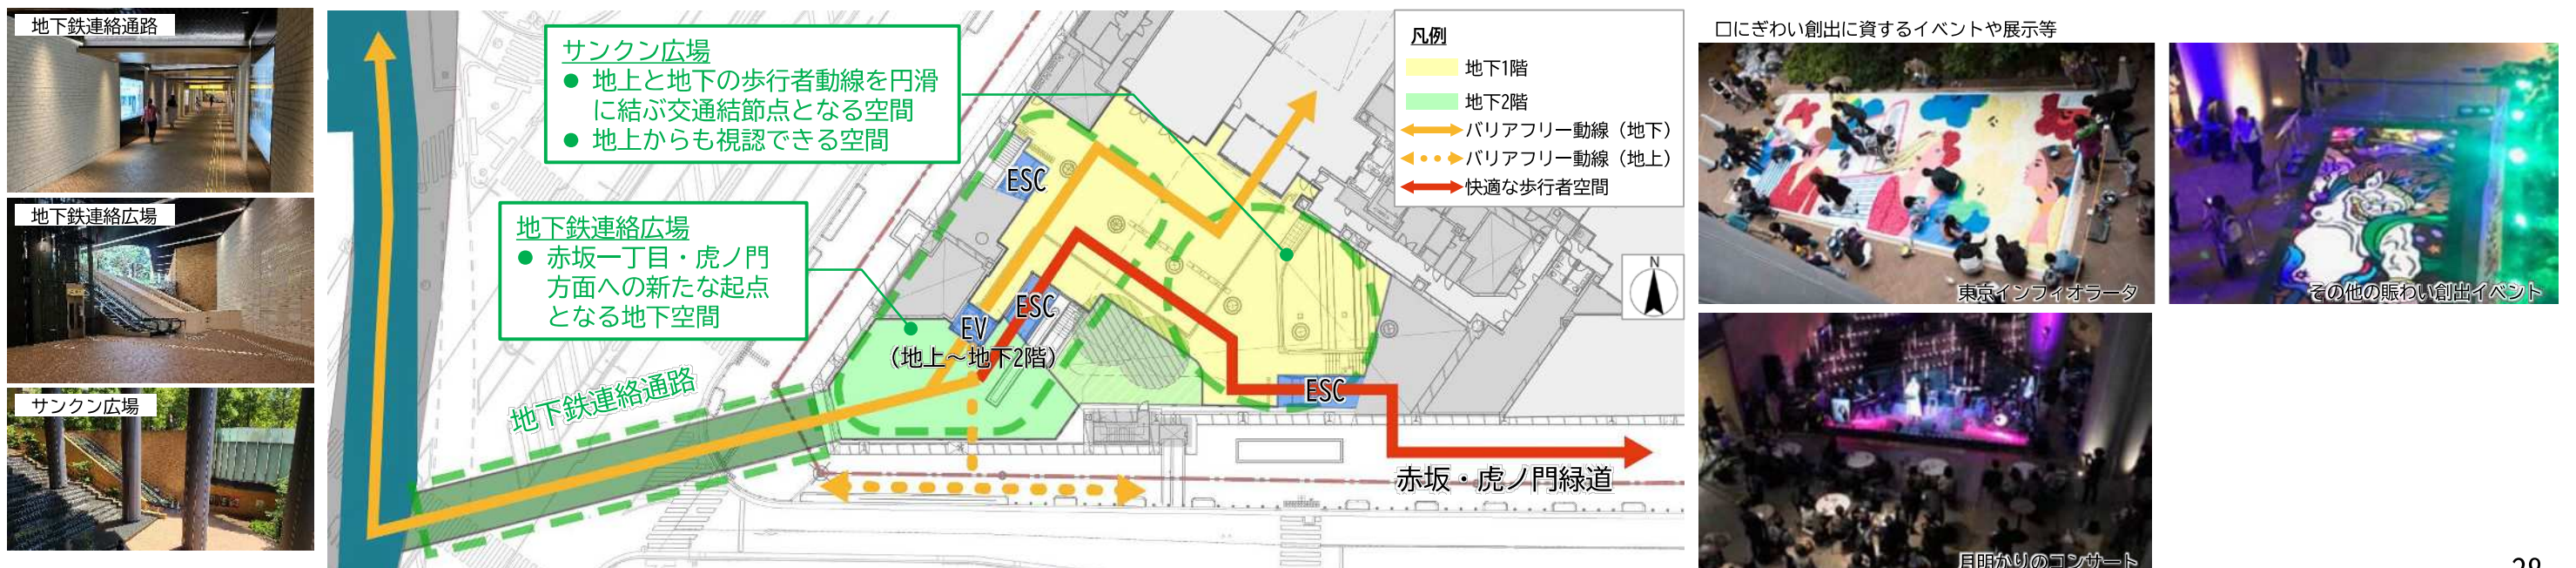 地下鉄連絡通路
地下鉄連絡広場
サンクン広場
サンクン広場
● 地上と地下の歩行者動線を円滑
に結ぶ交通結節点となる空間
● 地上からも視認できる空間
地下鉄連絡広場
● 赤坂一丁目・虎ノ門
方面への新たな起点
となる地下空間
ESC
ESC
EV
(地上～地下2階)
ESC
地下鉄連絡通路
赤坂・虎ノ門緑道
凡例
地下1階
地下2階
バリアフリー動線（地下）
バリアフリー動線（地上）
快適な歩行者空間
N
□にぎわい創出に資するイベントや展示等
東京インフィオラータ
その他の賑わい創出イベント
月明かりのコンサート